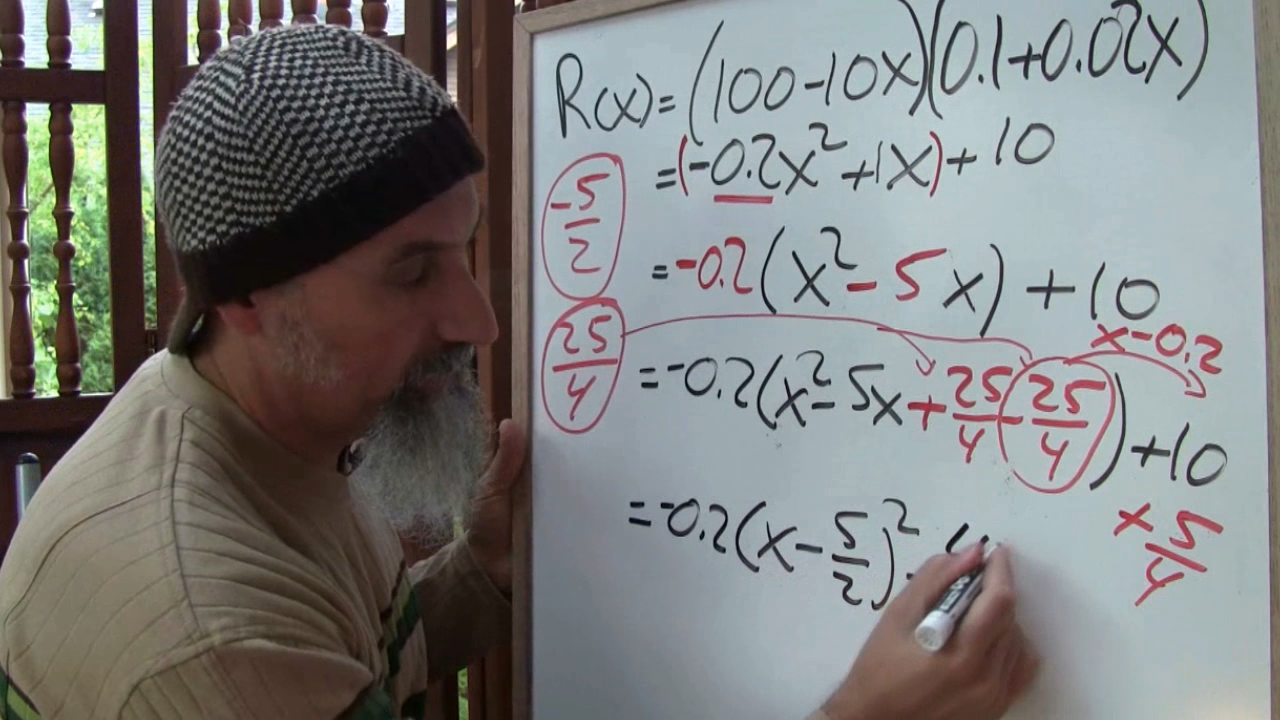 R(x) = (100-10x)(0.1+0.02x)
= (-0.2x² + 1x) + 10
-5/2
= -0.2(x² - 5x) + 10
25/4
x-0.2
= -0.2(x² - 5x + 25/4 - 25/4) + 10
x 5/4
= -0.2(x - 5/2)²